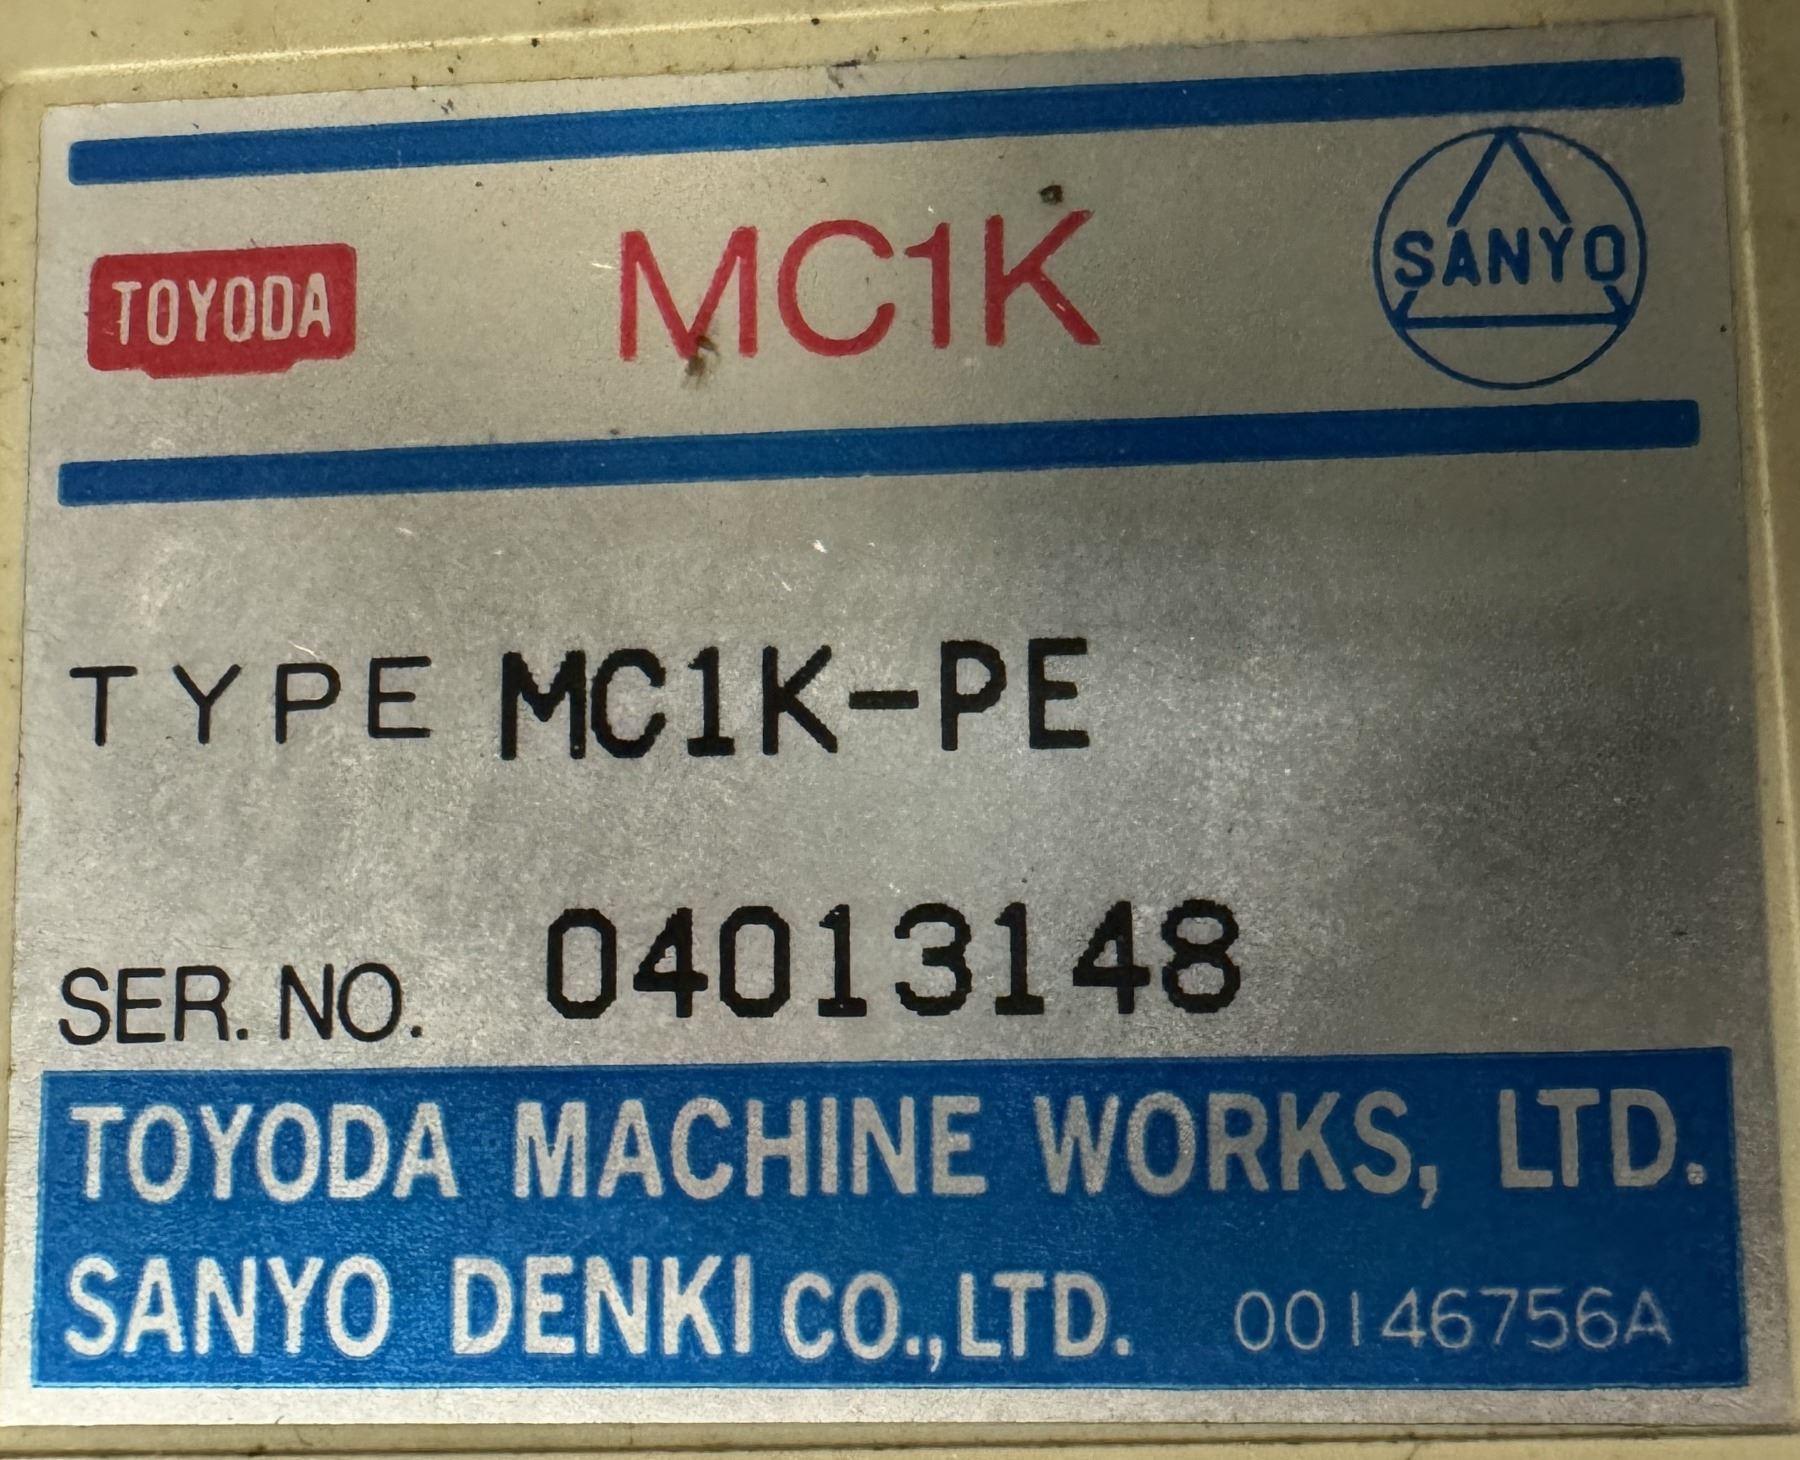 TOYODA MC1K SANYO
TYPE MC1K-PE
SER. NO. 04013148
TOYODA MACHINE WORKS, LTD.
SANYO DENKI CO.,LTD. 00146756A